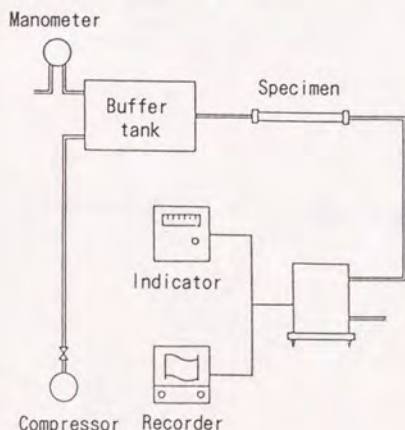 Manometer
Buffer
tank
Specimen
Indicator
Compressor
Recorder